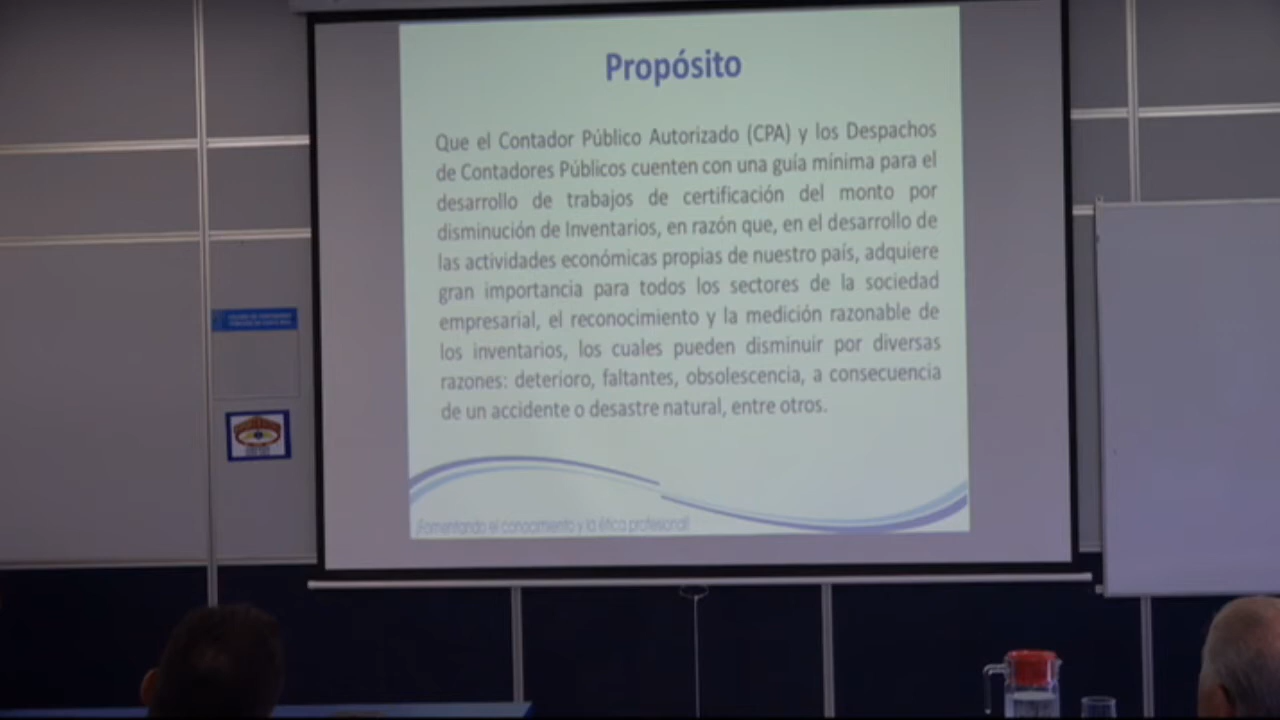 Propósito
Que el Contador Público Autorizado (CPA) y los Despachos
de Contadores Públicos cuenten con una guía mínima para el
desarrollo de trabajos de certificación del monto por
disminución de Inventarios, en razón que, en el desarrollo de
las actividades económicas propias de nuestro país, adquiere
gran importancia para todos los sectores de la sociedad
empresarial, el reconocimiento y la medición razonable de
los inventarios, los cuales pueden disminuir por diversas
razones: deterioro, faltantes, obsolescencia, a consecuencia
de un accidente o desastre natural, entre otros.
¡Fomentando el conocimiento y la ética profesional!